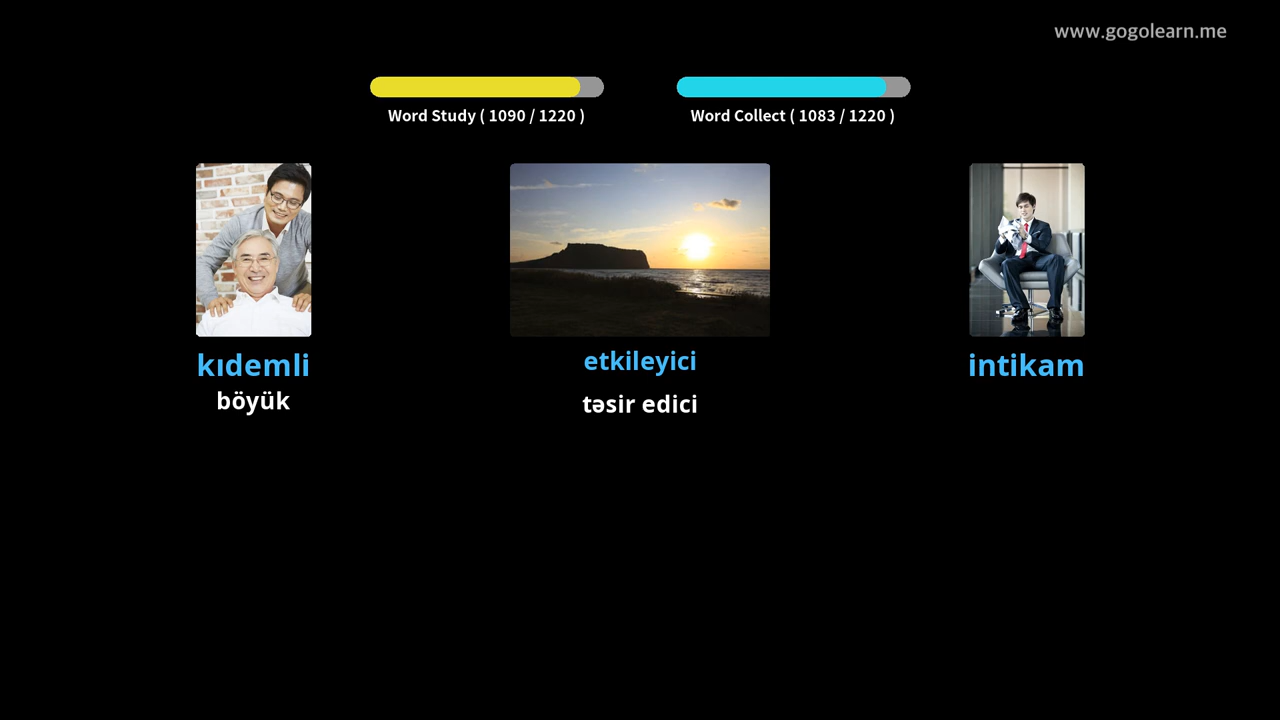 www.gogolearn.me
Word Study ( 1090 / 1220 )
Word Collect ( 1083 / 1220 )
kıdemli
böyük
etkileyici
təsir edici
intikam